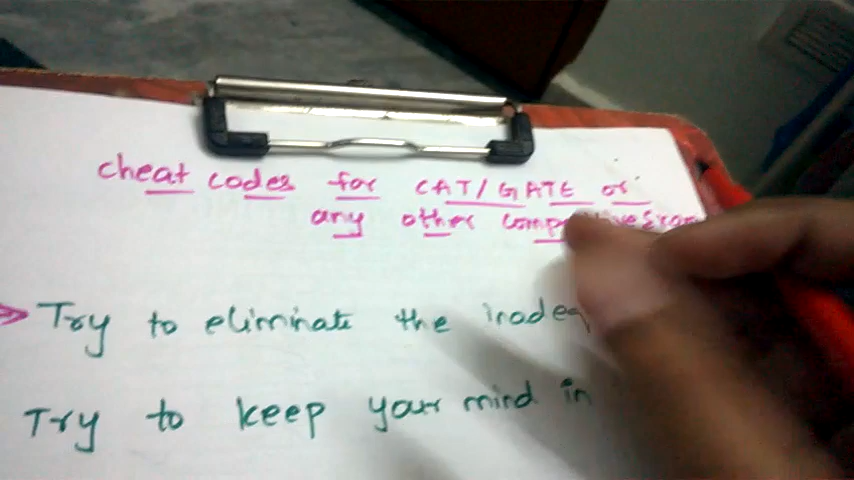 cheat codes for CAT/GATE or
any other
Try to eliminate the
Try to keep your mind in